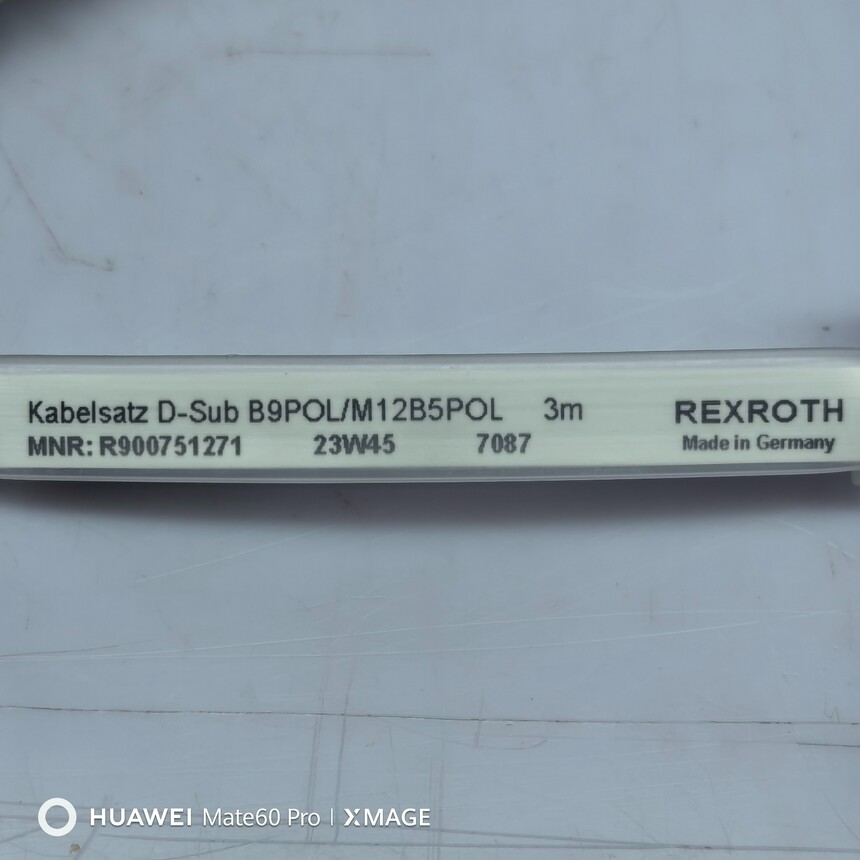 Kabelsatz D-Sub B9POL/M12B5POL 3m REXROTH
MNR: R900751271 23W45 7087 Made in Germany
HUAWEI Mate60 Pro | XMAGE